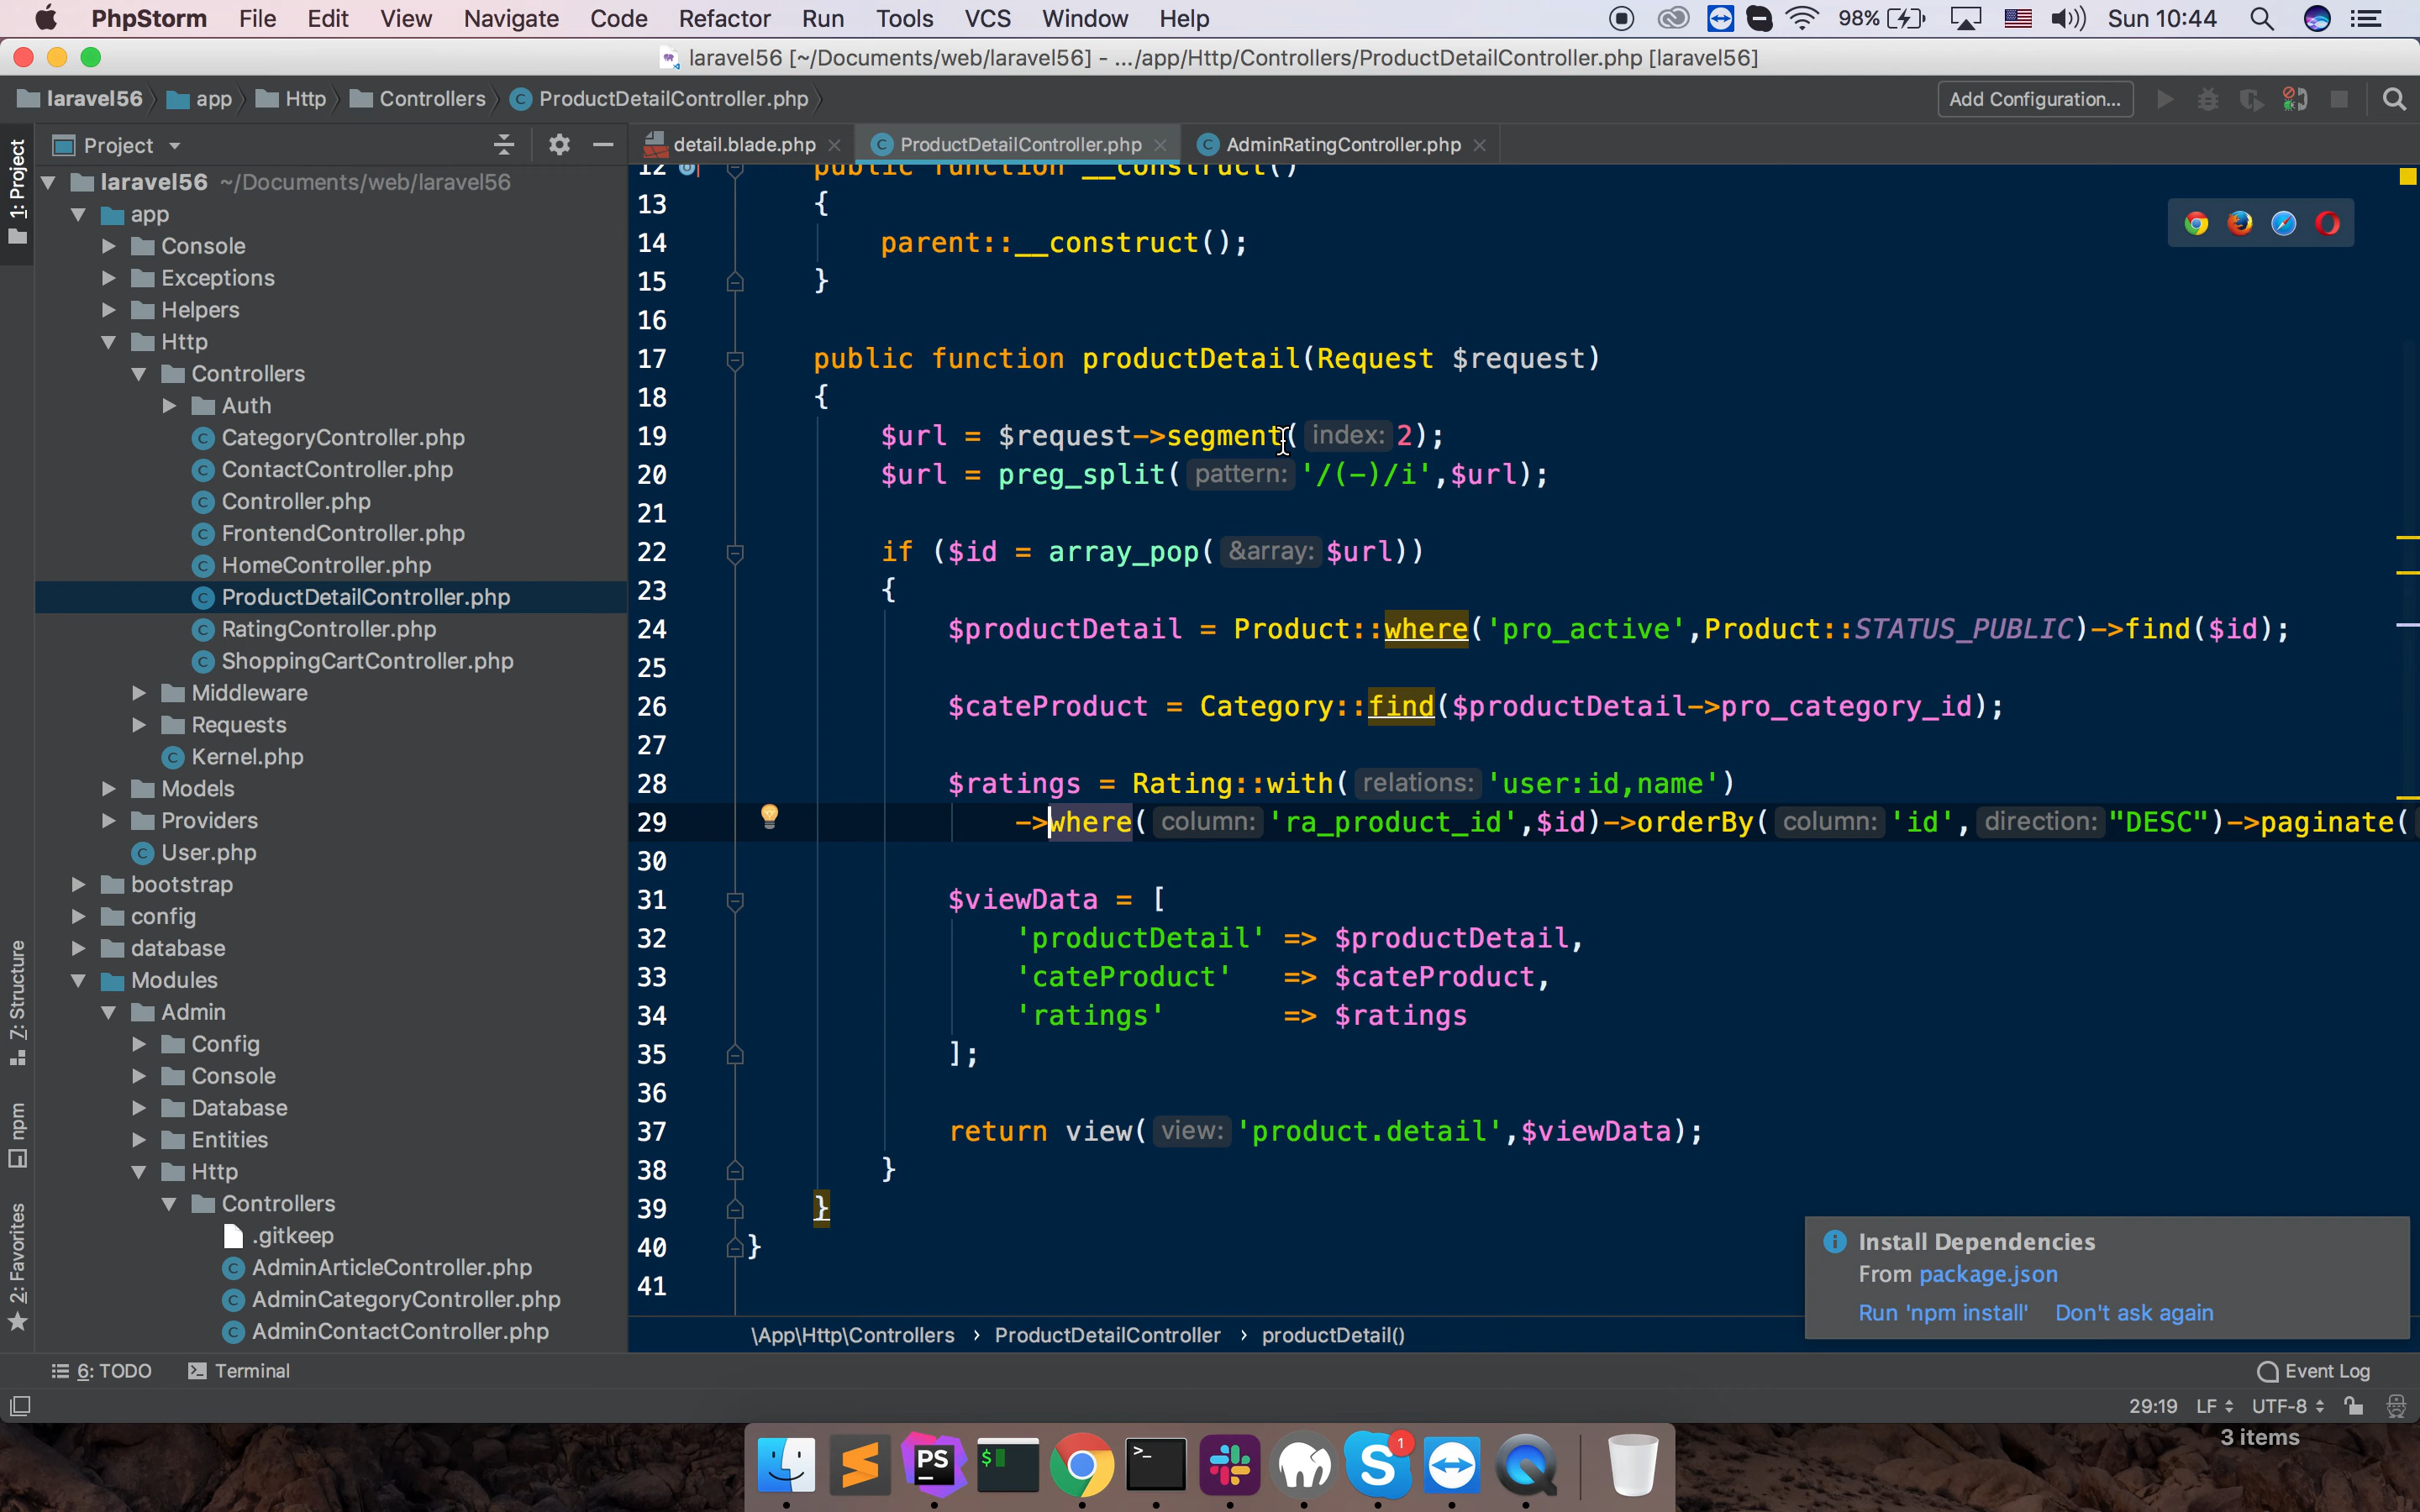 PhpStorm File Edit View Navigate Code Refactor Run Tools VCS Window Help 98% Sun 10:44
laravel56 [~/Documents/web/laravel56] - .../app/Http/Controllers/ProductDetailController.php [laravel56]
laravel56 app Http Controllers ProductDetailController.php Add Configuration...
1: Project
Z: Structure
npm
2: Favorites
Project
laravel56 ~/Documents/web/laravel56
app
Console
Exceptions
Helpers
Http
Controllers
Auth
CategoryController.php
ContactController.php
Controller.php
FrontendController.php
HomeController.php
ProductDetailController.php
RatingController.php
ShoppingCartController.php
Middleware
Requests
Kernel.php
Models
Providers
User.php
bootstrap
config
database
Modules
Admin
Config
Console
Database
Entities
Http
Controllers
.gitkeep
AdminArticleController.php
AdminCategoryController.php
AdminContactController.php
detail.blade.php ProductDetailController.php AdminRatingController.php
12 public function __construct()
13 {
14 parent::__construct();
15 }
16
17 public function productDetail(Request $request)
18 {
19 $url = $request->segment( index: 2);
20 $url = preg_split( pattern: '/(-)/i',$url);
21
22 if ($id = array_pop( &array: $url))
23 {
24 $productDetail = Product::where('pro_active',Product::STATUS_PUBLIC)->find($id);
25
26 $cateProduct = Category::find($productDetail->pro_category_id);
27
28 $ratings = Rating::with( relations: 'user:id,name')
29 ->where( column: 'ra_product_id',$id)->orderBy( column: 'id', direction: "DESC")->paginate(
30
31 $viewData = [
32 'productDetail' => $productDetail,
33 'cateProduct' => $cateProduct,
34 'ratings' => $ratings
35 ];
36
37 return view( view: 'product.detail',$viewData);
38 }
39 }
40 }
41
\App\Http\Controllers › ProductDetailController › productDetail()
Install Dependencies
From package.json
Run 'npm install' Don't ask again
6: TODO Terminal Event Log
29:19 LF UTF-8
3 items
PS
$
>_
S
1